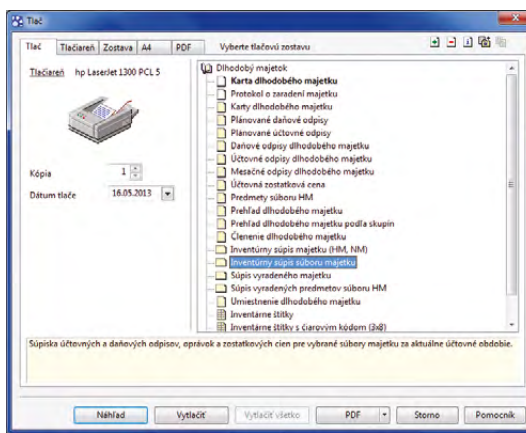 Tlač
Tlač Tlačiareň Zostava A4 PDF Vyberte tlačovú zostavu
Tlačiareň hp LaserJet 1300 PCL 5
Kópia 1
Dátum tlače 16.05.2013
Dlhodobý majetok
Karta dlhodobého majetku
Protokol o zaradení majetku
Karty dlhodobého majetku
Plánované daňové odpisy
Plánované účtovné odpisy
Daňové odpisy dlhodobého majetku
Účtovné odpisy dlhodobého majetku
Mesačné odpisy dlhodobého majetku
Účtovná zostatková cena
Predmety súboru HM
Prehľad dlhodobého majetku
Prehľad dlhodobého majetku podľa skupín
Členenie dlhodobého majetku
Inventúrny súpis majetku (HM, NM)
Inventúrny súpis súboru majetku
Súpis vyradeného majetku
Súpis vyradených predmetov súboru HM
Umiestnenie dlhodobého majetku
Inventárne štítky
Inventárne štítky s čiarovým kódom (3x8)
Súpiska účtovných a daňových odpisov, oprávok a zostatkových cien pre vybrané súbory majetku za aktuálne účtovné obdobie.
Náhľad Vytlačiť Vytlačiť všetko PDF Storno Pomocník